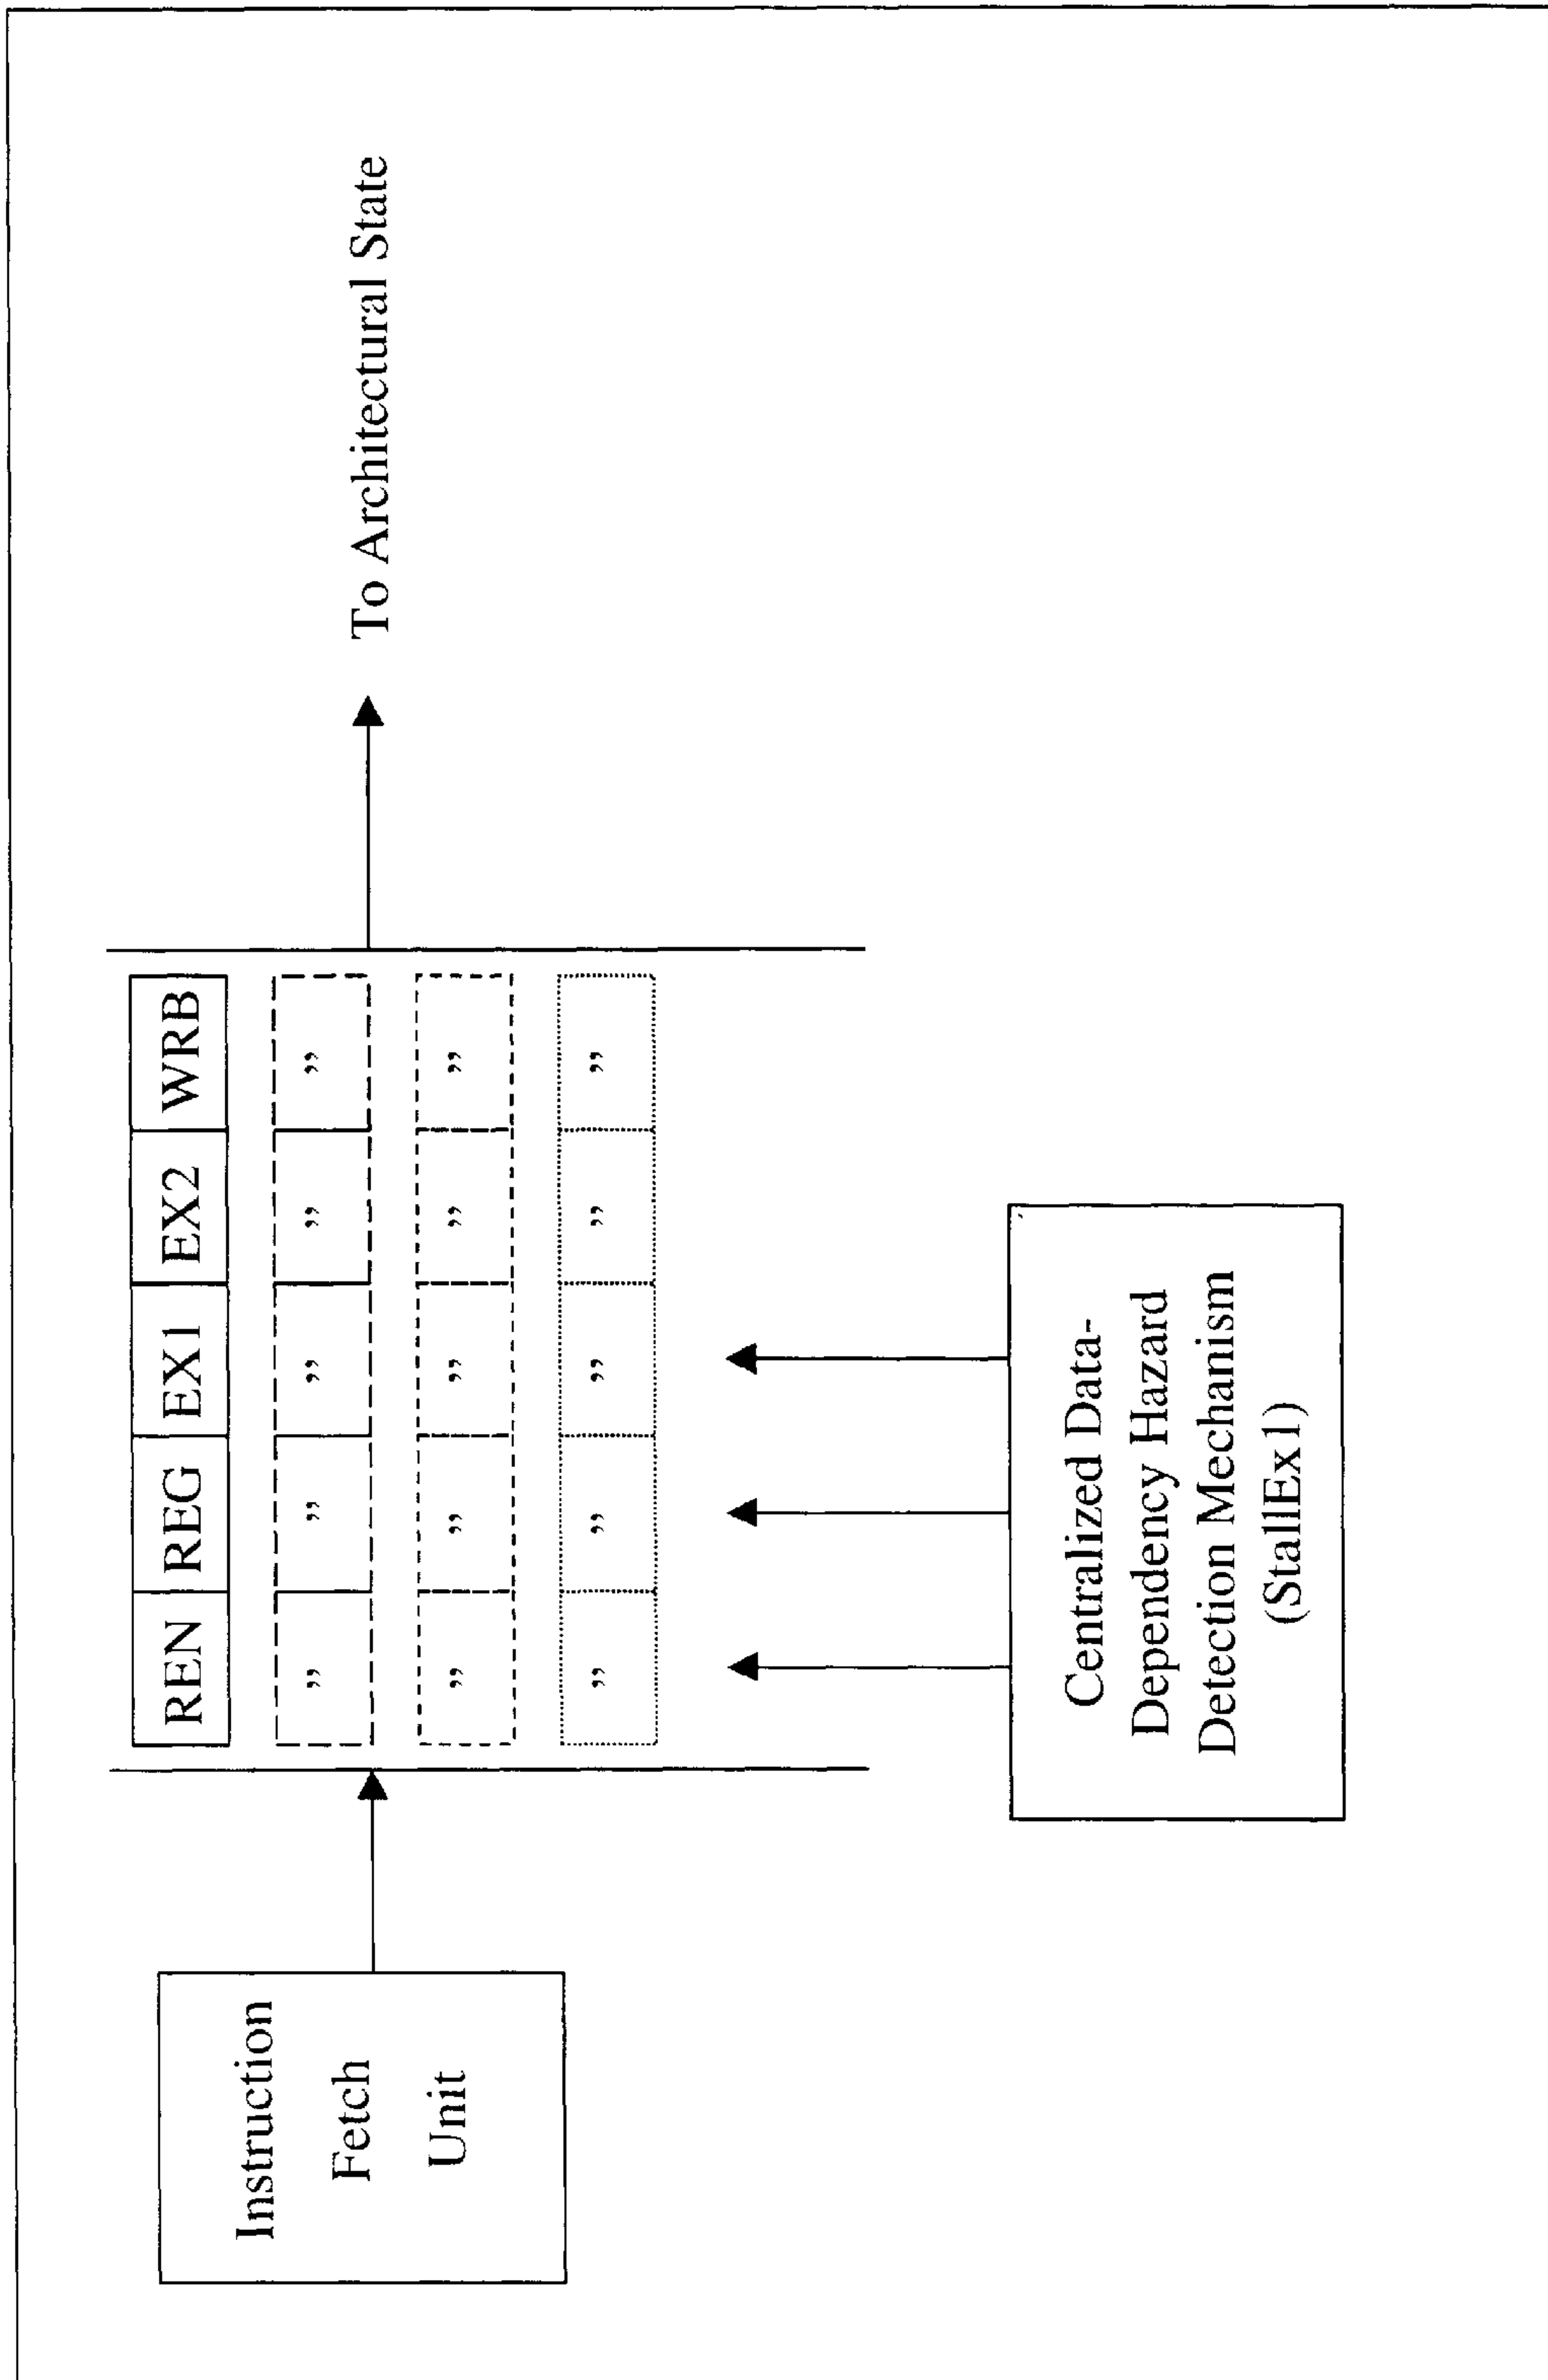 REN REG EX1 EX2 WRB
” ” ” ” ”
” ” ” ” ”
” ” ” ” ”
Instruction
Fetch
Unit
To Architectural State
Centralized Data-
Dependency Hazard
Detection Mechanism
(StallEx1)